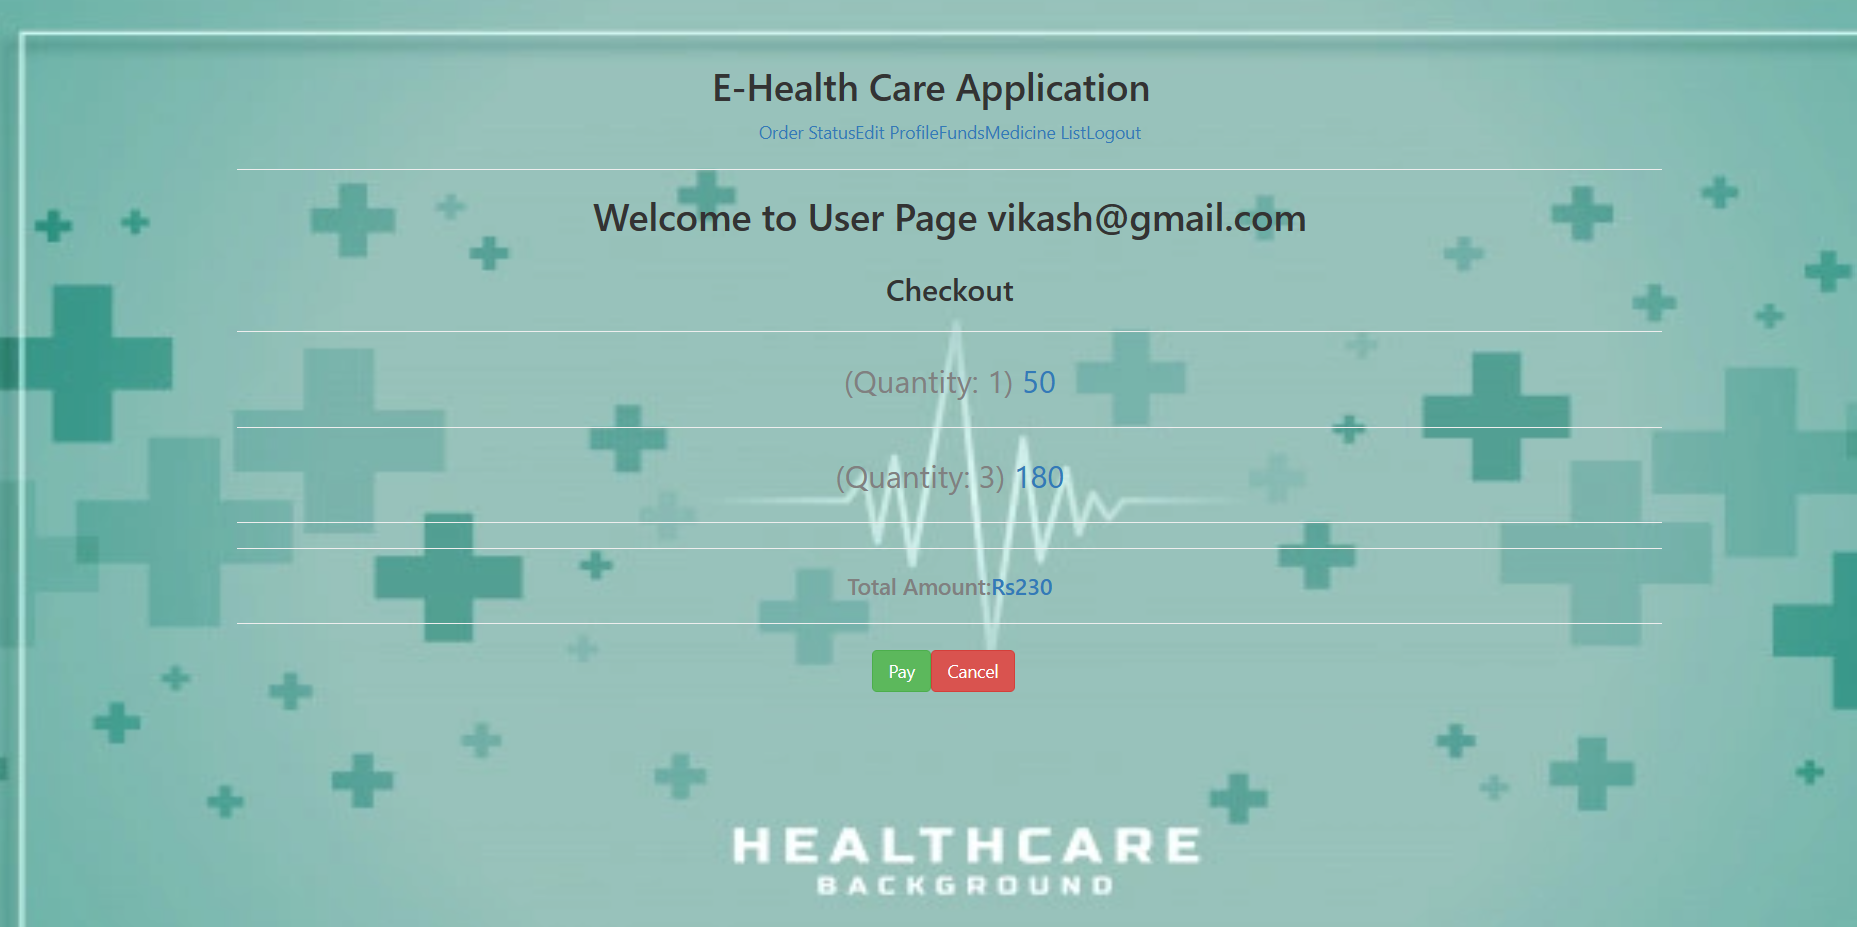 E-Health Care Application
Order StatusEdit ProfileFundsMedicine ListLogout
Welcome to User Page vikash@gmail.com
Checkout
(Quantity: 1) 50
(Quantity: 3) 180
Total Amount:Rs230
Pay Cancel
HEALTHCARE
BACKGROUND